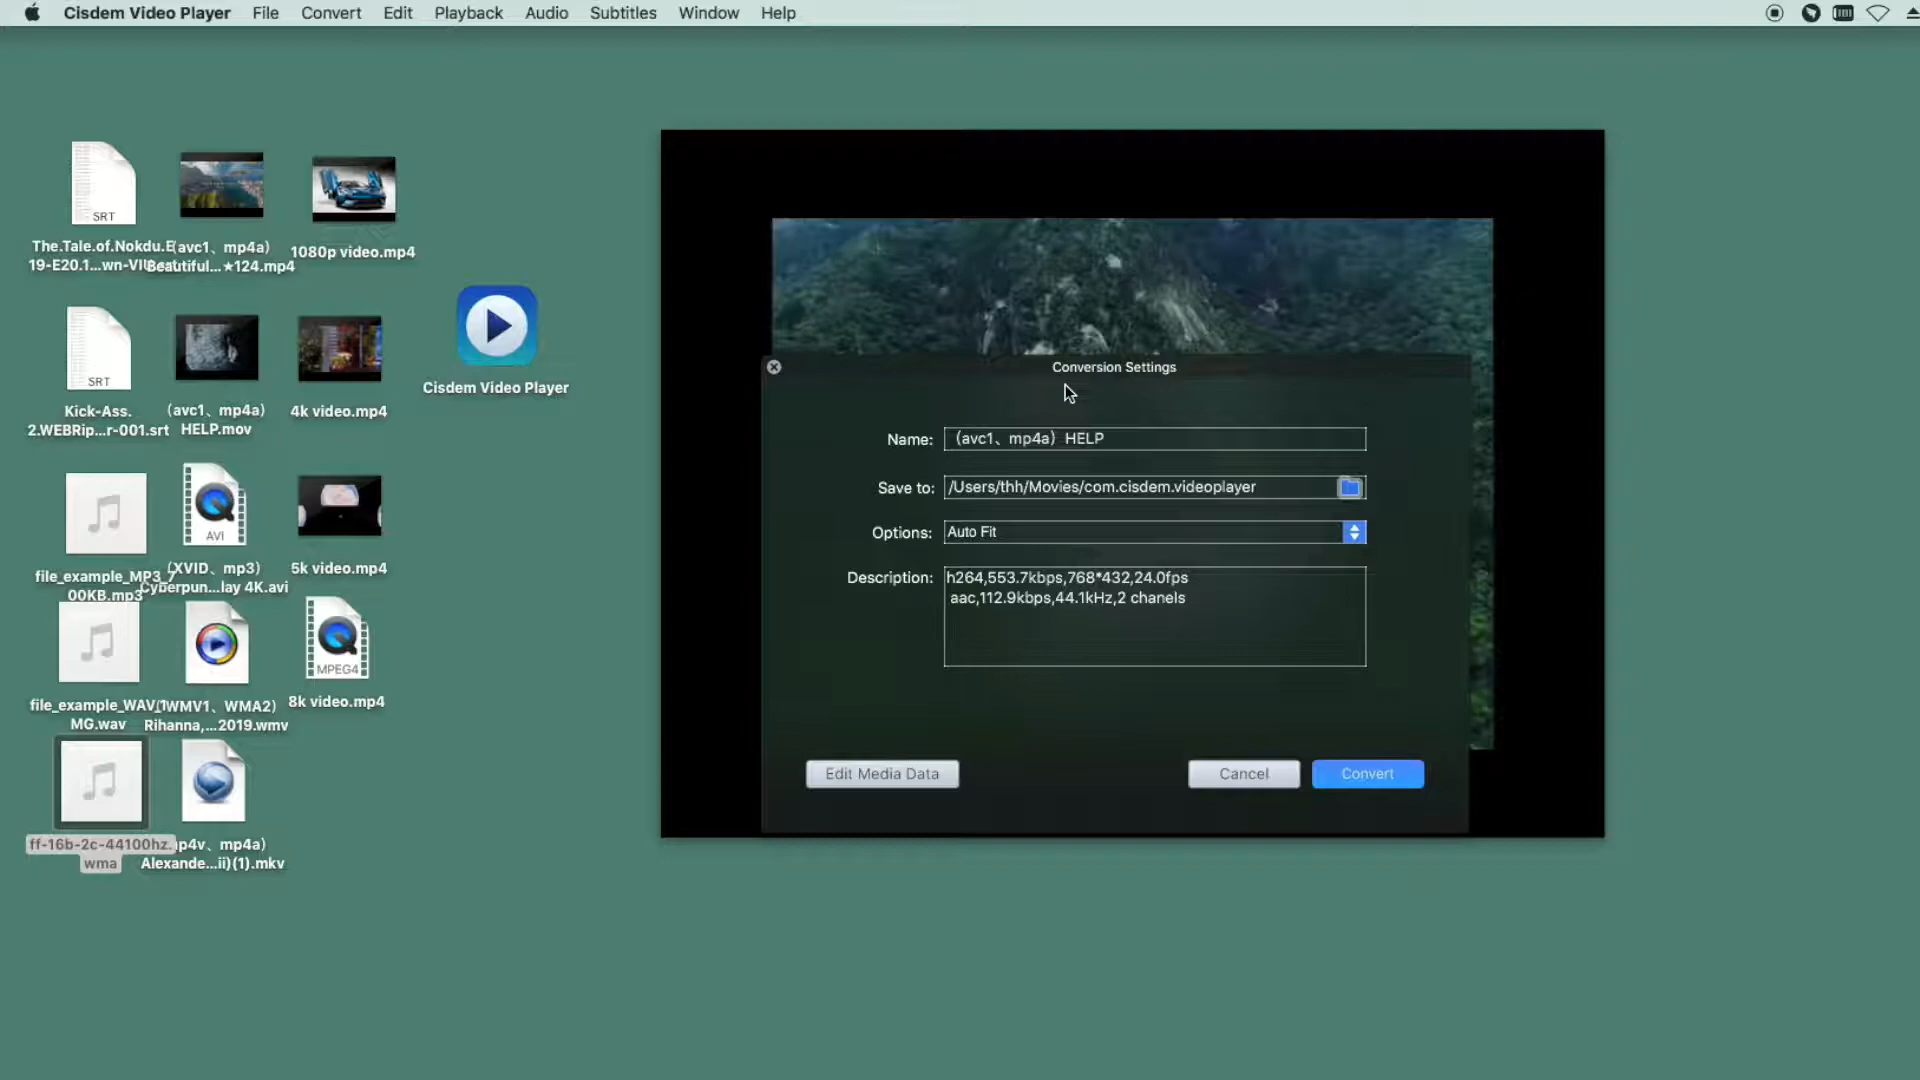 Cisdem Video Player File Convert Edit Playback Audio Subtitles Window Help
SRT
The.Tale.of.Nokdu.E
19-E20.1...wn-VIU.srt
(avc1、mp4a)
Beautiful...★124.mp4
1080p video.mp4
SRT
Kick-Ass.
2.WEBRip...r-001.srt
(avc1、mp4a)
HELP.mov
4k video.mp4
Cisdem Video Player
file_example_MP3_7
00KB.mp3
AVI
(XVID、mp3)
Cyberpun...lay 4K.avi
5k video.mp4
file_example_WAV_1
MG.wav
(WMV1、WMA2)
Rihanna,...2019.wmv
MPEG4
8k video.mp4
ff-16b-2c-44100hz.
wma
mp4v、mp4a)
Alexande...ii)(1).mkv
Conversion Settings
Name: (avc1、mp4a) HELP
Save to: /Users/thh/Movies/com.cisdem.videoplayer
Options: Auto Fit
Description: h264,553.7kbps,768*432,24.0fps
aac,112.9kbps,44.1kHz,2 chanels
Edit Media Data
Cancel
Convert